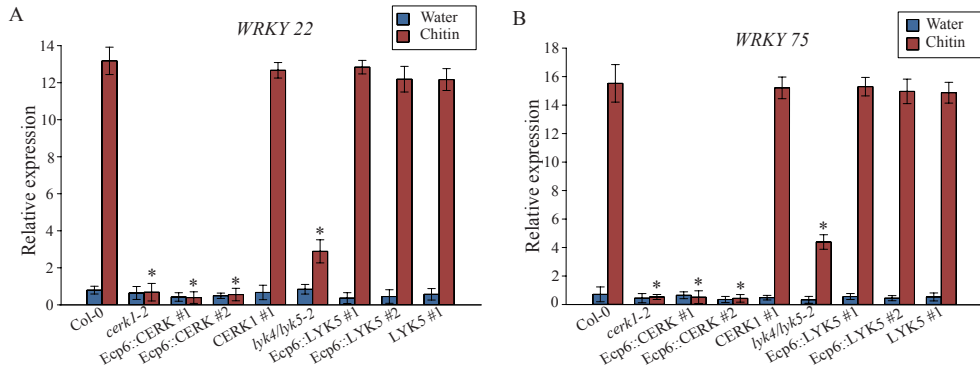 A
WRKY 22
Water
Chitin
Relative expression
14
12
10
8
6
4
2
0
Col-0
cerk1-2
Ecp6::CERK #1
Ecp6::CERK #2
CERK1 #1
lyk4/lyk5-2
Ecp6::LYK5 #1
Ecp6::LYK5 #2
LYK5 #1
* * * *
B
WRKY 75
Water
Chitin
Relative expression
18
16
14
12
10
8
6
4
2
0
Col-0
cerk1-2
Ecp6::CERK #1
Ecp6::CERK #2
CERK1 #1
lyk4/lyk5-2
Ecp6::LYK5 #1
Ecp6::LYK5 #2
LYK5 #1
* * * *